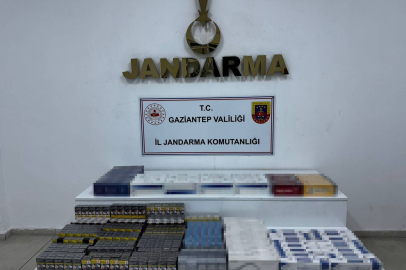 JANDARMA
T.C.
GAZİANTEP VALİLİĞİ
İL JANDARMA KOMUTANLIĞI